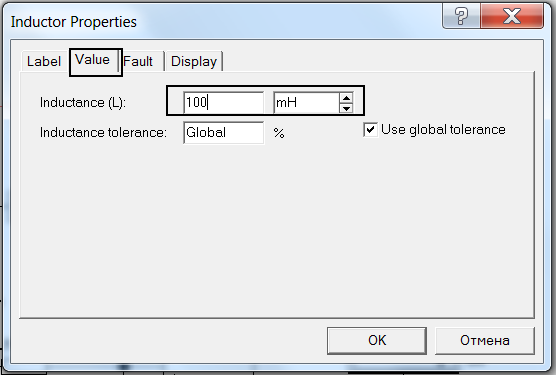 Inductor Properties
Label Value Fault Display
Inductance (L): 100 mH
Inductance tolerance: Global % Use global tolerance
OK Отмена